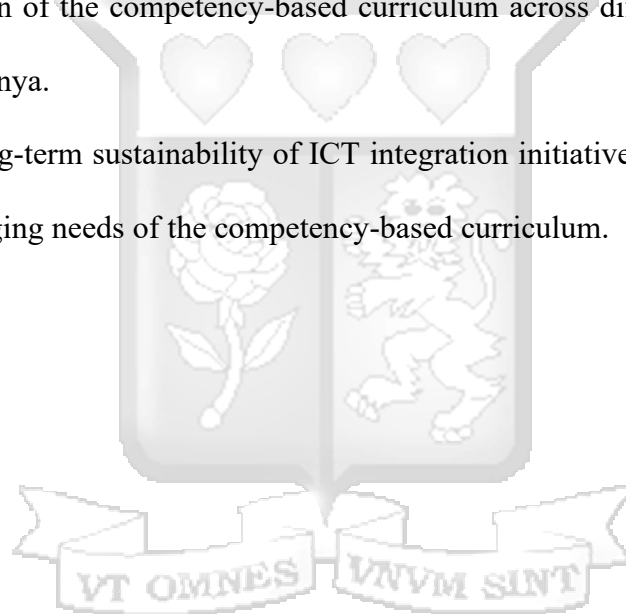 n of the competency-based curriculum across di
nya.
g-term sustainability of ICT integration initiative
ging needs of the competency-based curriculum.
VT OMNES VNVM SINT